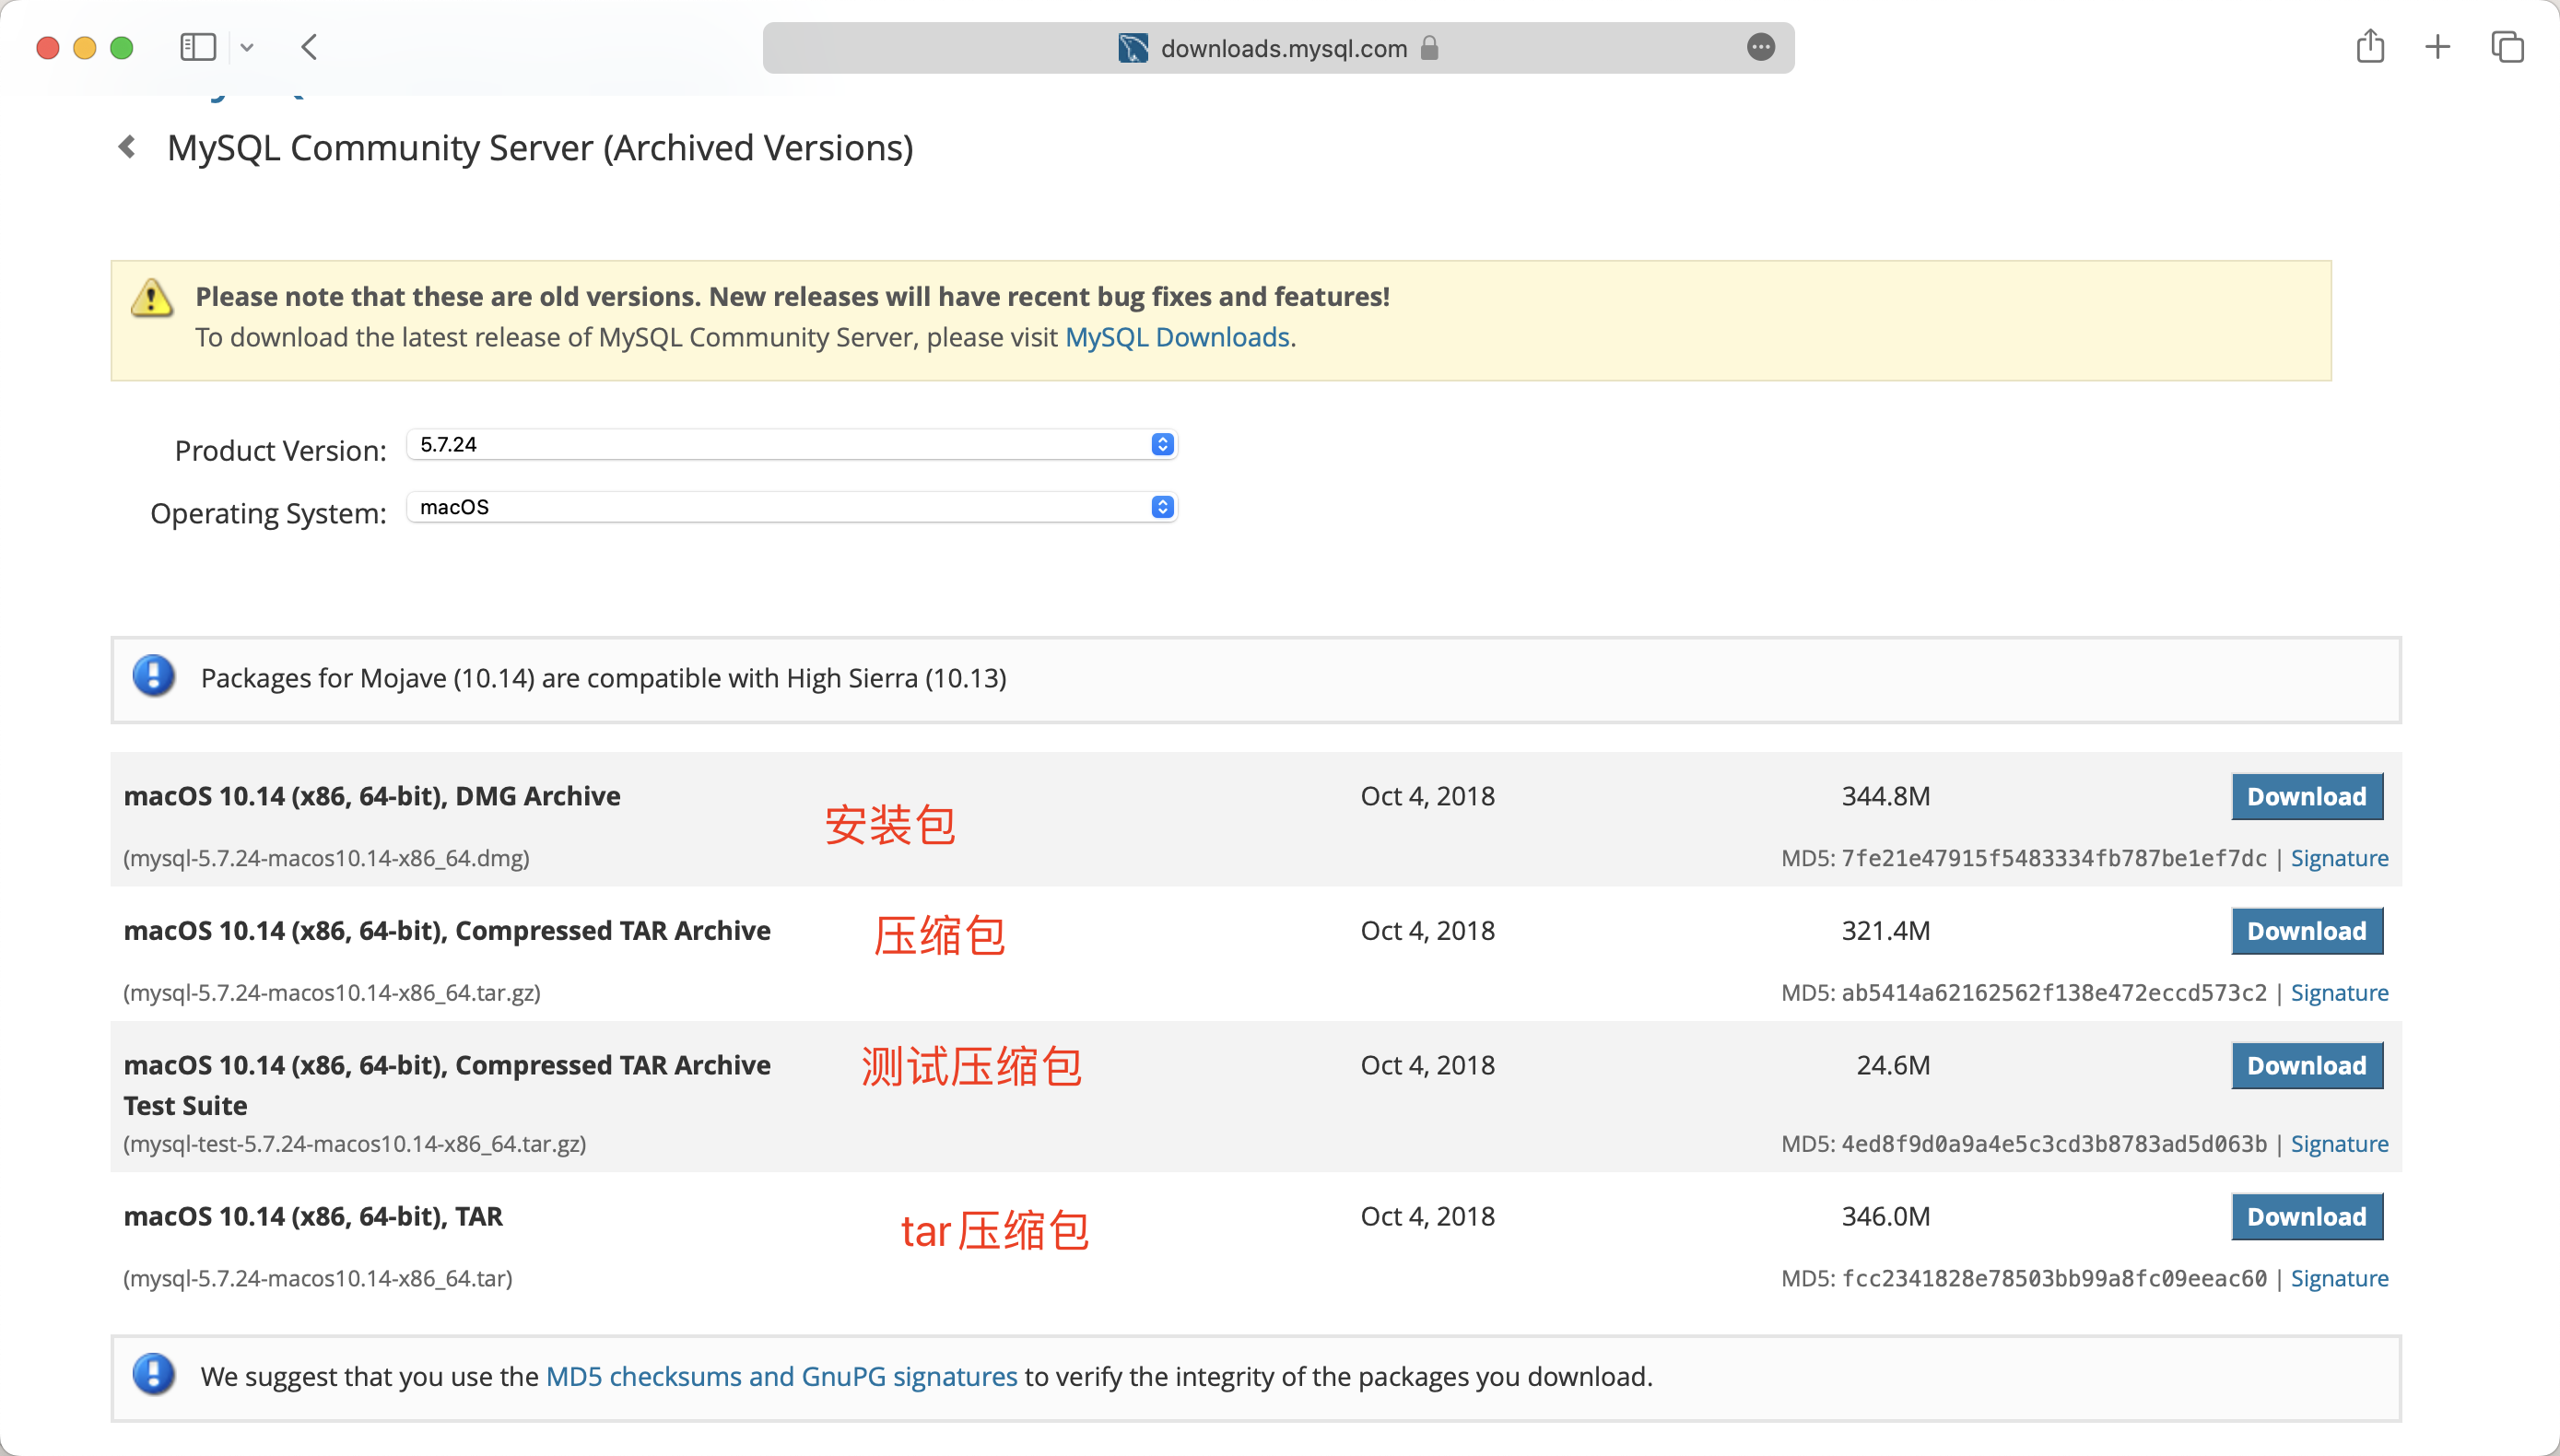 downloads.mysql.com
MySQL Community Server (Archived Versions)
Please note that these are old versions. New releases will have recent bug fixes and features!
To download the latest release of MySQL Community Server, please visit MySQL Downloads.
Product Version: 5.7.24
Operating System: macOS
Packages for Mojave (10.14) are compatible with High Sierra (10.13)
macOS 10.14 (x86, 64-bit), DMG Archive 安装包 Oct 4, 2018 344.8M Download
(mysql-5.7.24-macos10.14-x86_64.dmg) MD5: 7fe21e47915f5483334fb787be1ef7dc | Signature
macOS 10.14 (x86, 64-bit), Compressed TAR Archive 压缩包 Oct 4, 2018 321.4M Download
(mysql-5.7.24-macos10.14-x86_64.tar.gz) MD5: ab5414a62162562f138e472eccd573c2 | Signature
macOS 10.14 (x86, 64-bit), Compressed TAR Archive 测试压缩包 Oct 4, 2018 24.6M Download
Test Suite
(mysql-test-5.7.24-macos10.14-x86_64.tar.gz) MD5: 4ed8f9d0a9a4e5c3cd3b8783ad5d063b | Signature
macOS 10.14 (x86, 64-bit), TAR tar压缩包 Oct 4, 2018 346.0M Download
(mysql-5.7.24-macos10.14-x86_64.tar) MD5: fcc2341828e78503bb99a8fc09eeac60 | Signature
We suggest that you use the MD5 checksums and GnuPG signatures to verify the integrity of the packages you download.